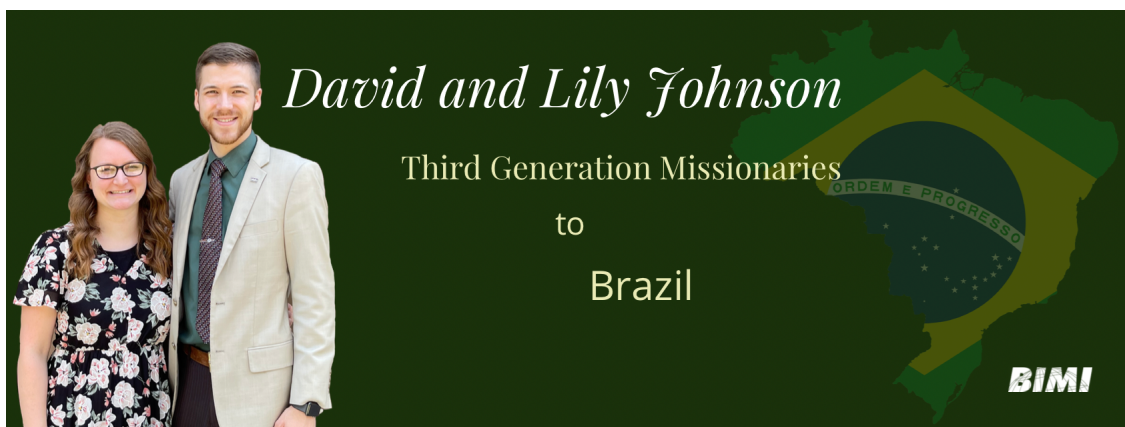 David and Lily Johnson
Third Generation Missionaries
to
Brazil
ORDEM E PROGRESSO
BIMI